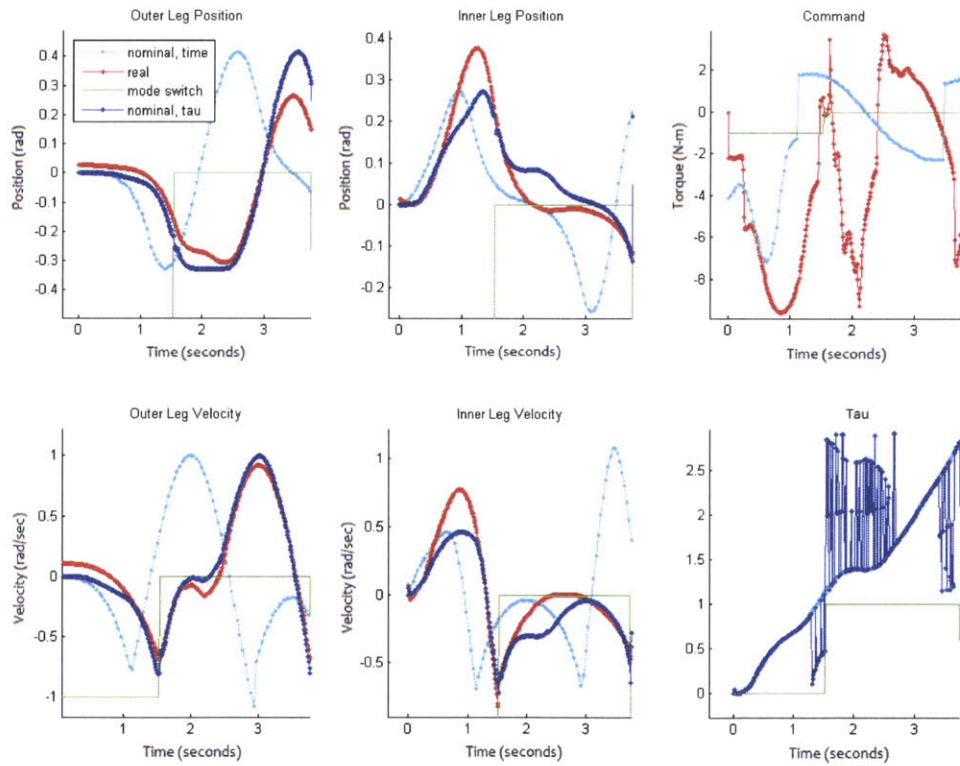 Outer Leg Position
Inner Leg Position
Command
nominal, time
real
mode switch
nominal, tau
Position (rad)
0.4
0.3
0.2
0.1
0
-0.1
-0.2
-0.3
-0.4
0
1
2
3
Time (seconds)
Position (rad)
0.4
0.3
0.2
0.1
0
-0.1
-0.2
0
1
2
3
Time (seconds)
Torque (N-m)
2
0
-2
-4
-6
-8
0
1
2
3
Time (seconds)
Outer Leg Velocity
Inner Leg Velocity
Tau
Velocity (rad/sec)
1
0.5
0
-0.5
-1
1
2
3
Time (seconds)
Velocity (rad/sec)
1
0.5
0
-0.5
0
1
2
3
Time (seconds)
2.5
2
1.5
1
0.5
0
0
1
2
3
Time (seconds)